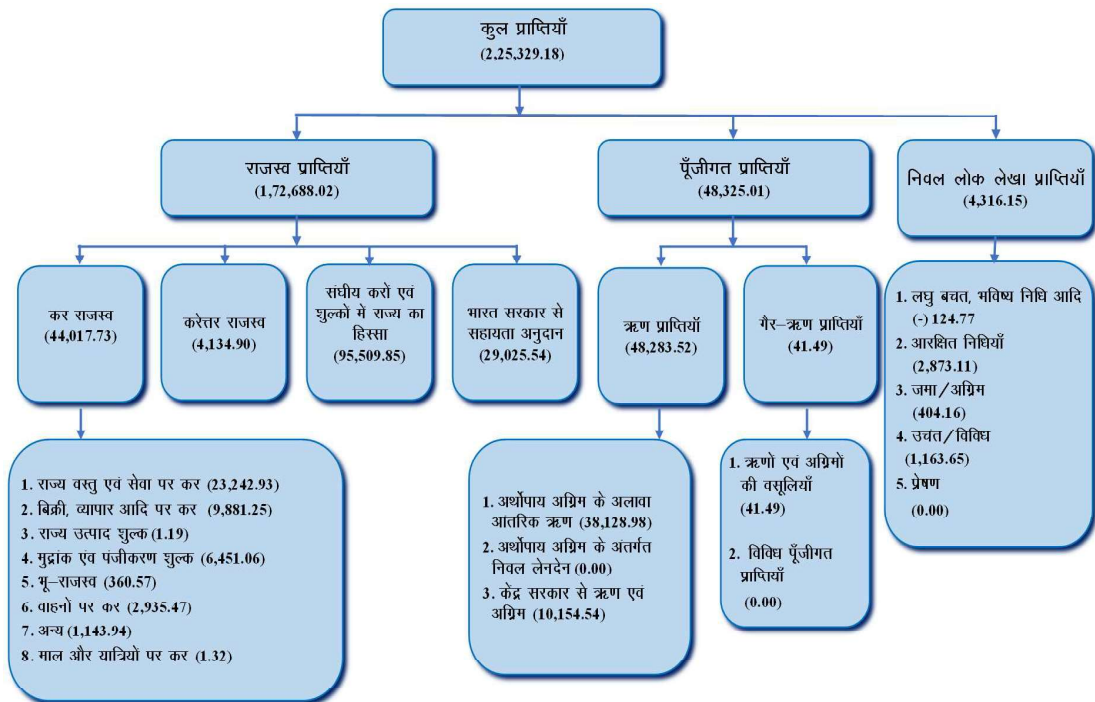 कुल प्राप्तियाँ
(2,25,329.18)
राजस्व प्राप्तियाँ
(1,72,688.02)
पूँजीगत प्राप्तियाँ
(48,325.01)
निवल लोक लेखा प्राप्तियाँ
(4,316.15)
कर राजस्व
(44,017.73)
करेत्तर राजस्व
(4,134.90)
संघीय करों एवं
शुल्कों में राज्य का
हिस्सा
(95,509.85)
भारत सरकार से
सहायता अनुदान
(29,025.54)
ऋण प्राप्तियाँ
(48,283.52)
गैर–ऋण प्राप्तियाँ
(41.49)
1. लघु बचत, भविष्य निधि आदि
(-) 124.77
2. आरक्षित निधियाँ
(2,873.11)
3. जमा/अग्रिम
(404.16)
4. उचंत/विविध
(1,163.65)
5. प्रेषण
(0.00)
1. राज्य वस्तु एवं सेवा पर कर (23,242.93)
2. बिक्री, व्यापार आदि पर कर (9,881.25)
3. राज्य उत्पाद शुल्क (1.19)
4. मुद्रांक एंव पंजीकरण शुल्क (6,451.06)
5. भू–राजस्व (360.57)
6. वाहनों पर कर (2,935.47)
7. अन्य (1,143.94)
8. माल और यात्रियों पर कर (1.32)
1. अर्थोपाय अग्रिम के अलावा
आंतरिक ऋण (38,128.98)
2. अर्थोपाय अग्रिम के अंतर्गत
निवल लेनदेन (0.00)
3. केंद्र सरकार से ऋण एवं
अग्रिम (10,154.54)
1. ऋणों एवं अग्रिमों
की वसूलियाँ
(41.49)
2. विविध पूँजीगत
प्राप्तियाँ
(0.00)